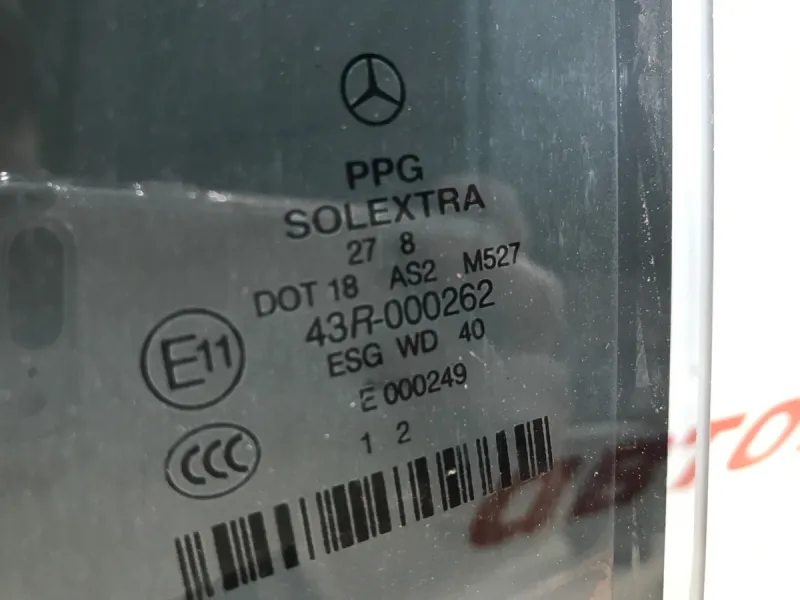 PPG
SOLEXTRA
27 8
DOT 18 AS2 M527
43R-000262
E11
ESG WD 40
E 000249
CCC
1 2